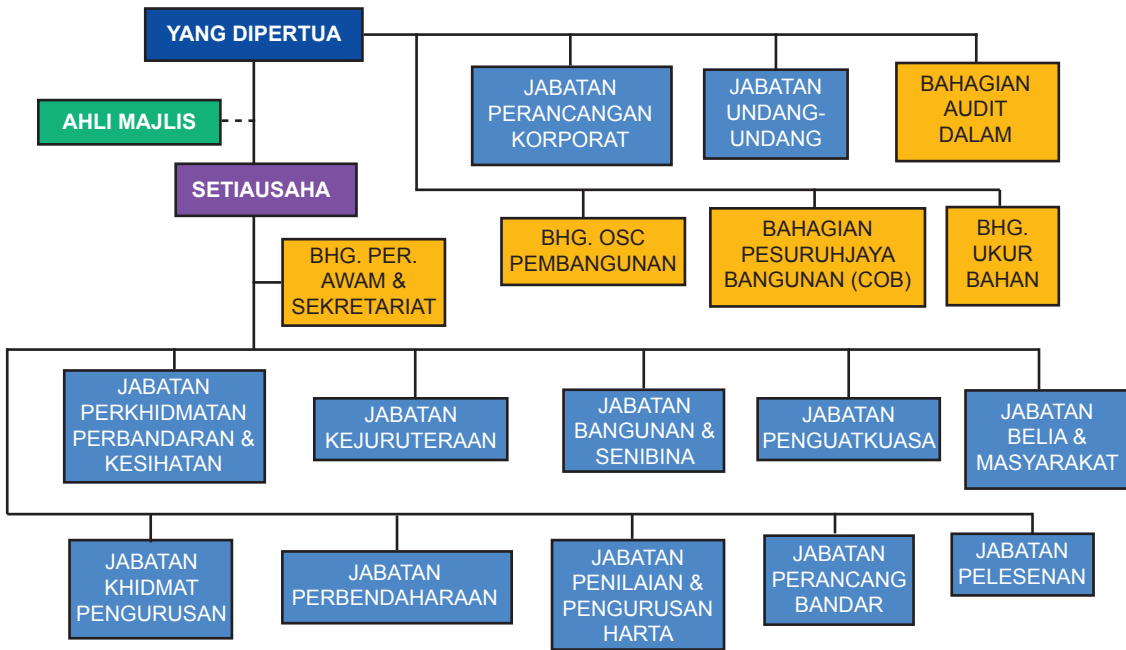 YANG DIPERTUA
JABATAN
PERANCANGAN
KORPORAT
JABATAN
UNDANG-
UNDANG
BAHAGIAN
AUDIT
DALAM
AHLI MAJLIS
SETIAUSAHA
BHG. OSC
PEMBANGUNAN
BAHAGIAN
PESURUHJAYA
BANGUNAN (COB)
BHG.
UKUR
BAHAN
BHG. PER.
AWAM &
SEKRETARIAT
JABATAN
PERKHIDMATAN
PERBANDARAN &
KESIHATAN
JABATAN
KEJURUTERAAN
JABATAN
BANGUNAN &
SENIBINA
JABATAN
PENGUATKUASA
JABATAN
BELIA &
MASYARAKAT
JABATAN
KHIDMAT
PENGURUSAN
JABATAN
PERBENDAHARAAN
JABATAN
PENILAIAN &
PENGURUSAN
HARTA
JABATAN
PERANCANG
BANDAR
JABATAN
PELESENAN